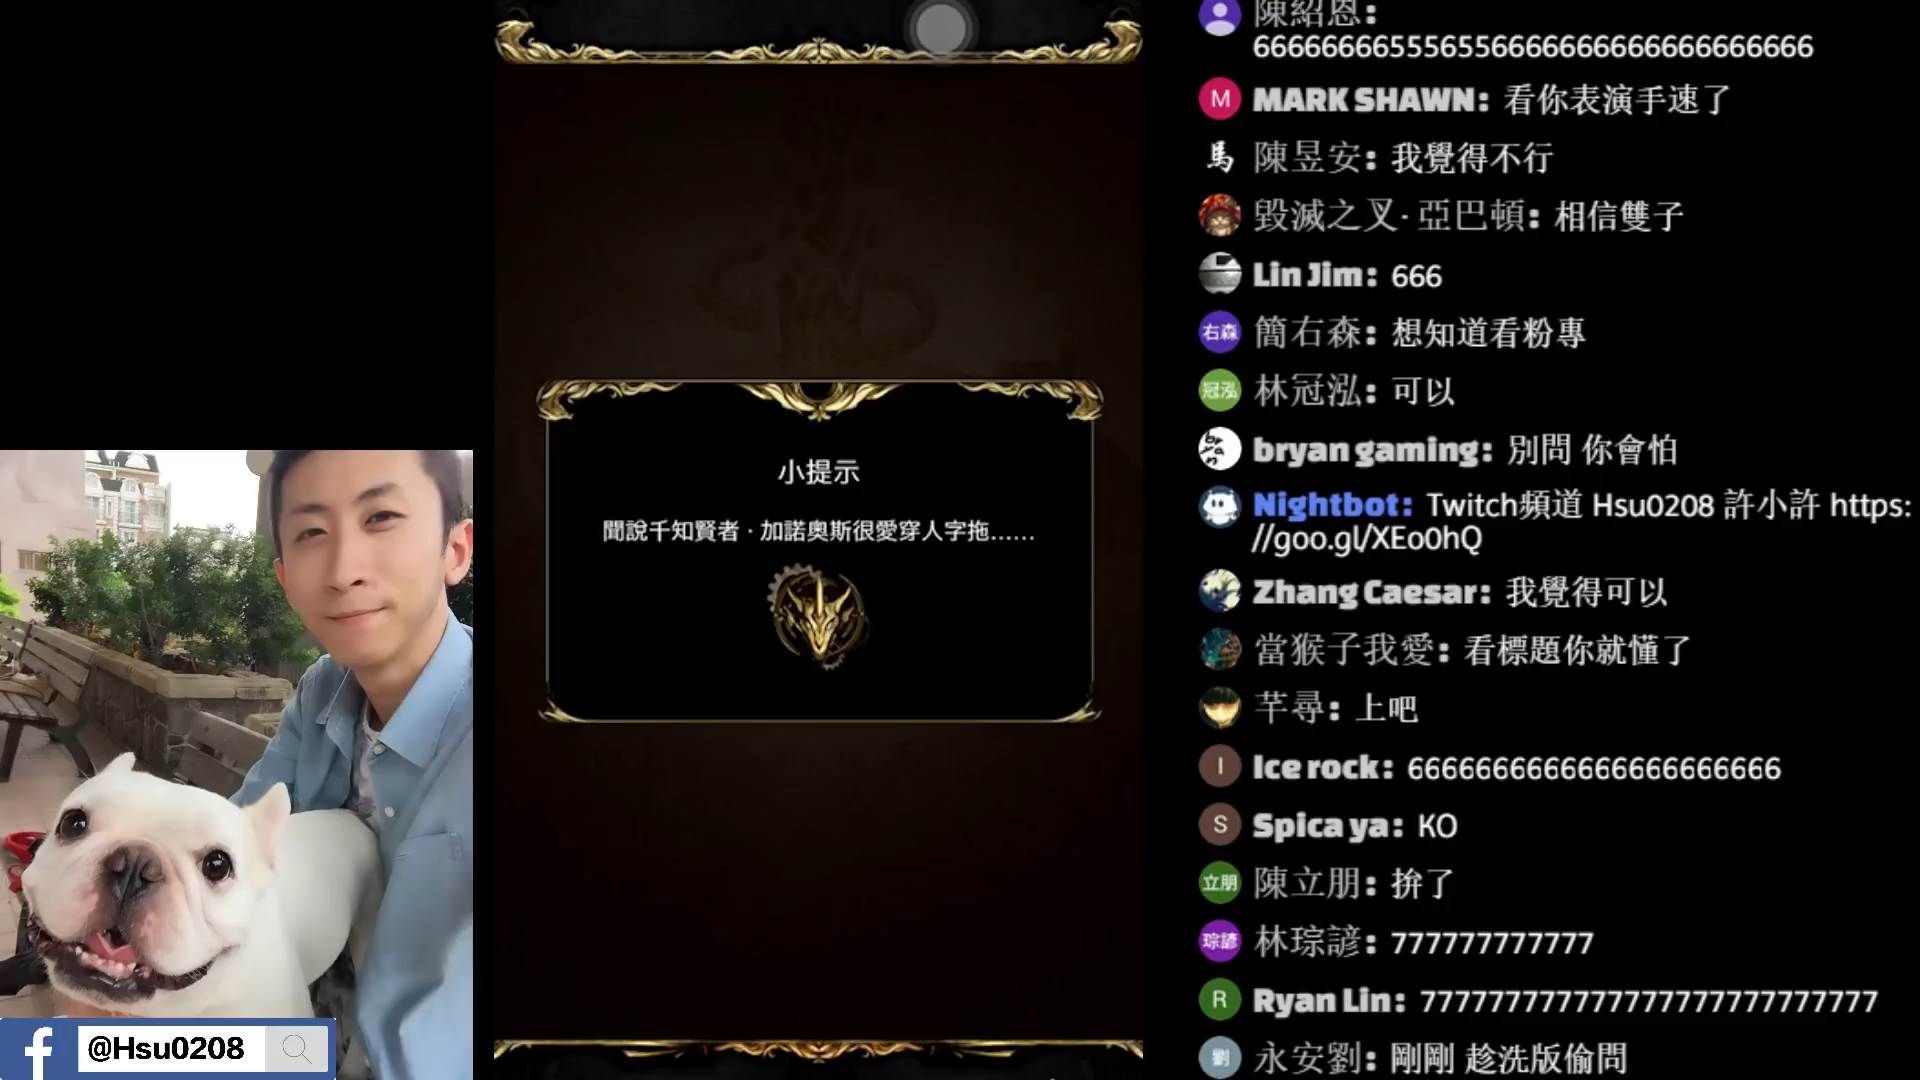 陳紹恩:
666666665556556666666666666666666
MARK SHAWN: 看你表演手速了
馬 陳昱安: 我覺得不行
毀滅之叉· 亞巴頓: 相信雙子
Lin Jim: 666
右森 簡右森: 想知道看粉專
冠泓 林冠泓: 可以
bryan gaming: 別問 你會怕
Nightbot: Twitch頻道 Hsu0208 許小許 https:
//goo.gl/XEo0hQ
Zhang Caesar: 我覺得可以
當猴子我愛: 看標題你就懂了
芊尋: 上吧
Ice rock: 6666666666666666666666
Spica ya: KO
立朋 陳立朋: 拚了
琮諺 林琮諺: 777777777777
Ryan Lin: 7777777777777777777777777777
劉 永安劉: 剛剛 趁洗版偷問
小提示
聞說千知賢者 · 加諾奧斯很愛穿人字拖......
@Hsu0208